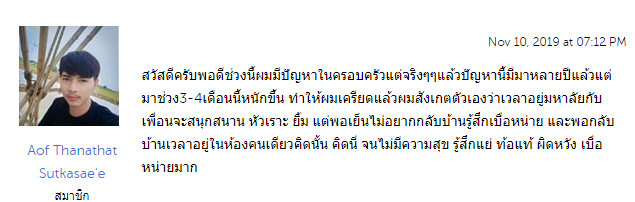 Nov 10, 2019 at 07:12 PM
สวัสดีครับพอดีช่วงนี้ผมมีปัญหาในครอบครัวแต่จริงๆๆแล้วปัญหานี้มีมาหลายปีแล้วแต่
มาช่วง3-4เดือนนี้หนักขึ้น ทำให้ผมเครียดแล้วผมสังเกตตัวเองว่าเวลาอยู่มหาลัยกับ
เพื่อนจะสนุกสนาน หัวเราะ ยิ้ม แต่พอเย็นไม่อยากกลับบ้านรู้สึกเบื่อหน่าย และพอกลับ
บ้านเวลาอยู่ในห้องคนเดียวคิดนั้น คิดนี่ จนไม่มีความสุข รู้สึกแย่ ท้อแท้ ผิดหวัง เบื่อ
หน่ายมาก
Aof Thanathat
Sutkasae'e
สมาชิก